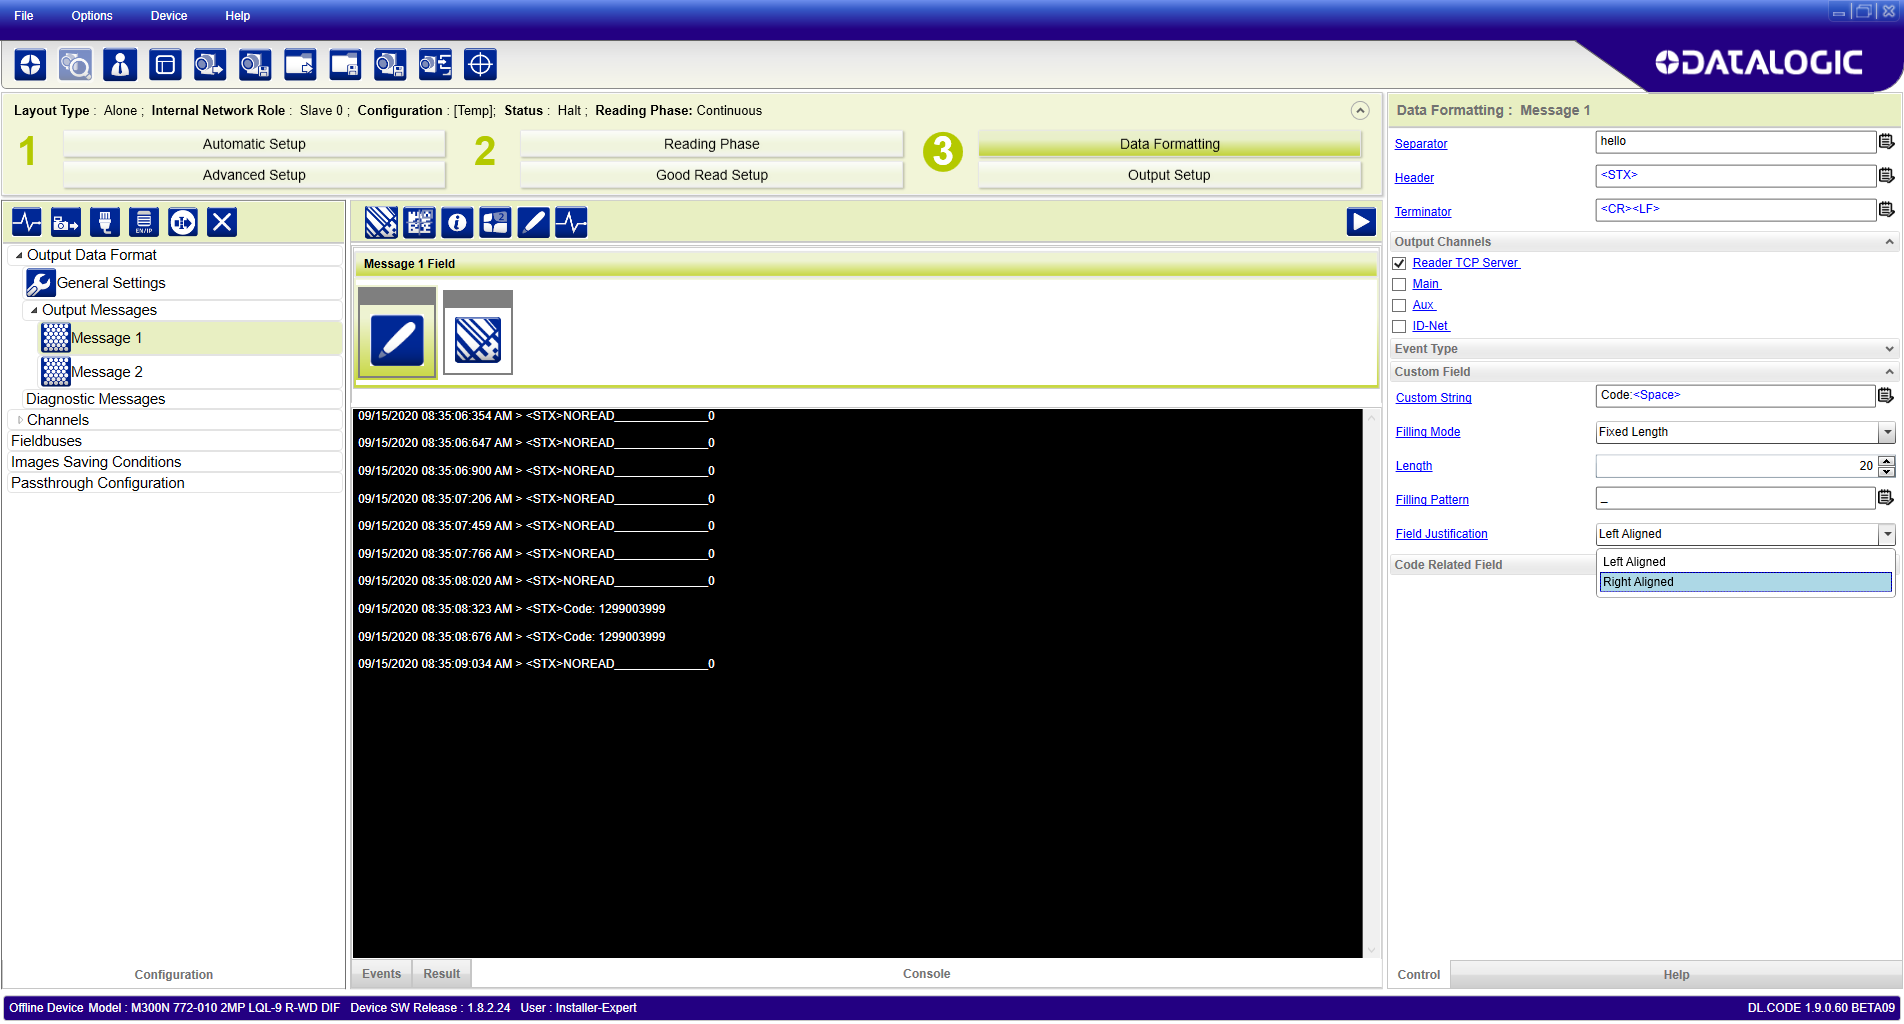 File Options Device Help
DATALOGIC
Layout Type : Alone ; Internal Network Role : Slave 0 ; Configuration : [Temp]; Status : Halt ; Reading Phase: Continuous
1 Automatic Setup 2 Reading Phase 3 Data Formatting
Advanced Setup Good Read Setup Output Setup
EN/IP
Output Data Format
General Settings
Output Messages
Message 1
Message 2
Diagnostic Messages
Channels
Fieldbuses
Images Saving Conditions
Passthrough Configuration
Configuration
Message 1 Field
09/15/2020 08:35:06:354 AM > <STX>NOREAD______________0
09/15/2020 08:35:06:647 AM > <STX>NOREAD______________0
09/15/2020 08:35:06:900 AM > <STX>NOREAD______________0
09/15/2020 08:35:07:206 AM > <STX>NOREAD______________0
09/15/2020 08:35:07:459 AM > <STX>NOREAD______________0
09/15/2020 08:35:07:766 AM > <STX>NOREAD______________0
09/15/2020 08:35:08:020 AM > <STX>NOREAD______________0
09/15/2020 08:35:08:323 AM > <STX>Code: 1299003999
09/15/2020 08:35:08:676 AM > <STX>Code: 1299003999
09/15/2020 08:35:09:034 AM > <STX>NOREAD______________0
Events Result Console
Data Formatting : Message 1
Separator hello
Header <STX>
Terminator <CR><LF>
Output Channels
Reader TCP Server
Main
Aux
ID-Net
Event Type
Custom Field
Custom String Code:<Space>
Filling Mode Fixed Length
Length 20
Filling Pattern _
Field Justification Left Aligned
Code Related Field Left Aligned
Right Aligned
Control Help
Offline Device Model : M300N 772-010 2MP LQL-9 R-WD DIF Device SW Release : 1.8.2.24 User : Installer-Expert DL.CODE 1.9.0.60 BETA09